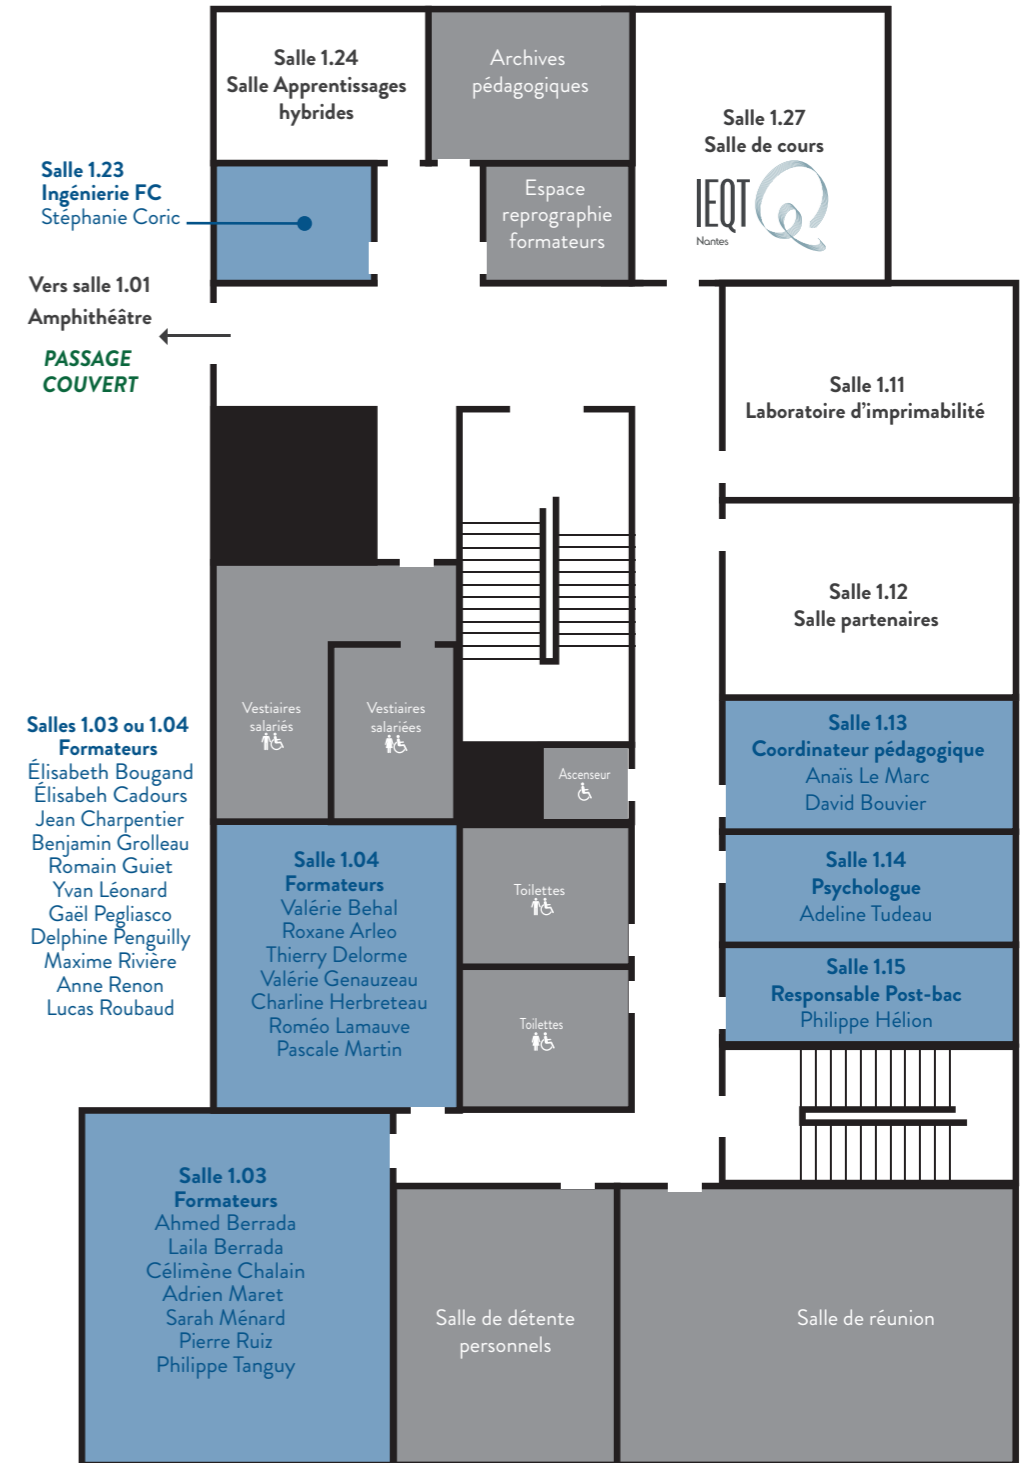 Salle 1.24
Salle Apprentissages
hybrides
Archives
pédagogiques
Salle 1.27
Salle de cours
IEQT
Nantes
Salle 1.23
Ingénierie FC
Stéphanie Coric
Espace
reprographie
formateurs
Vers salle 1.01
Amphithéâtre
PASSAGE
COUVERT
Salle 1.11
Laboratoire d’imprimabilité
Salle 1.12
Salle partenaires
Vestiaires
salariés
Vestiaires
salariées
Ascenseur
Salle 1.13
Coordinateur pédagogique
Anaïs Le Marc
David Bouvier
Salles 1.03 ou 1.04
Formateurs
Élisabeth Bougand
Élisabeh Cadours
Jean Charpentier
Benjamin Grolleau
Romain Guiet
Yvan Léonard
Gaël Pegliasco
Delphine Penguilly
Maxime Rivière
Anne Renon
Lucas Roubaud
Salle 1.04
Formateurs
Valérie Behal
Roxane Arleo
Thierry Delorme
Valérie Genauzeau
Charline Herbreteau
Roméo Lamauve
Pascale Martin
Toilettes
Toilettes
Salle 1.14
Psychologue
Adeline Tudeau
Salle 1.15
Responsable Post-bac
Philippe Hélion
Salle 1.03
Formateurs
Ahmed Berrada
Laila Berrada
Célimène Chalain
Adrien Maret
Sarah Ménard
Pierre Ruiz
Philippe Tanguy
Salle de détente
personnels
Salle de réunion